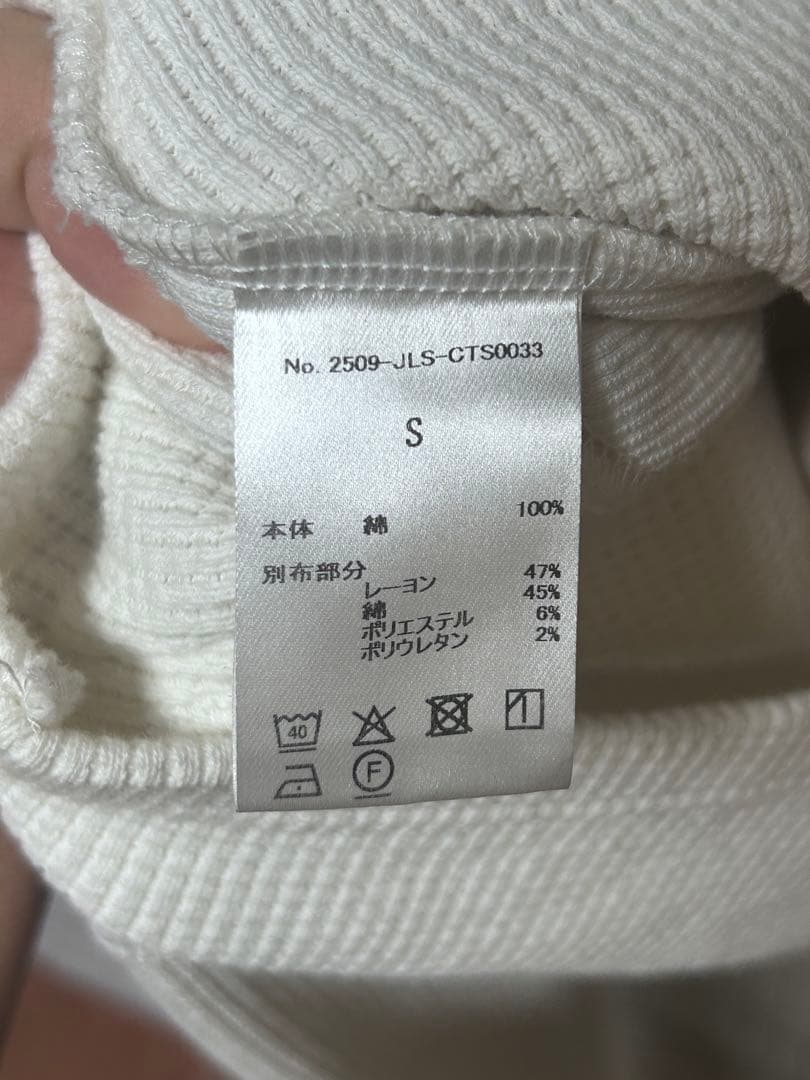 No. 2509-JLS-CTS0033
S
本体 綿 100%
別布部分
レーヨン 47%
綿 45%
ポリエステル 6%
ポリウレタン 2%
40
F